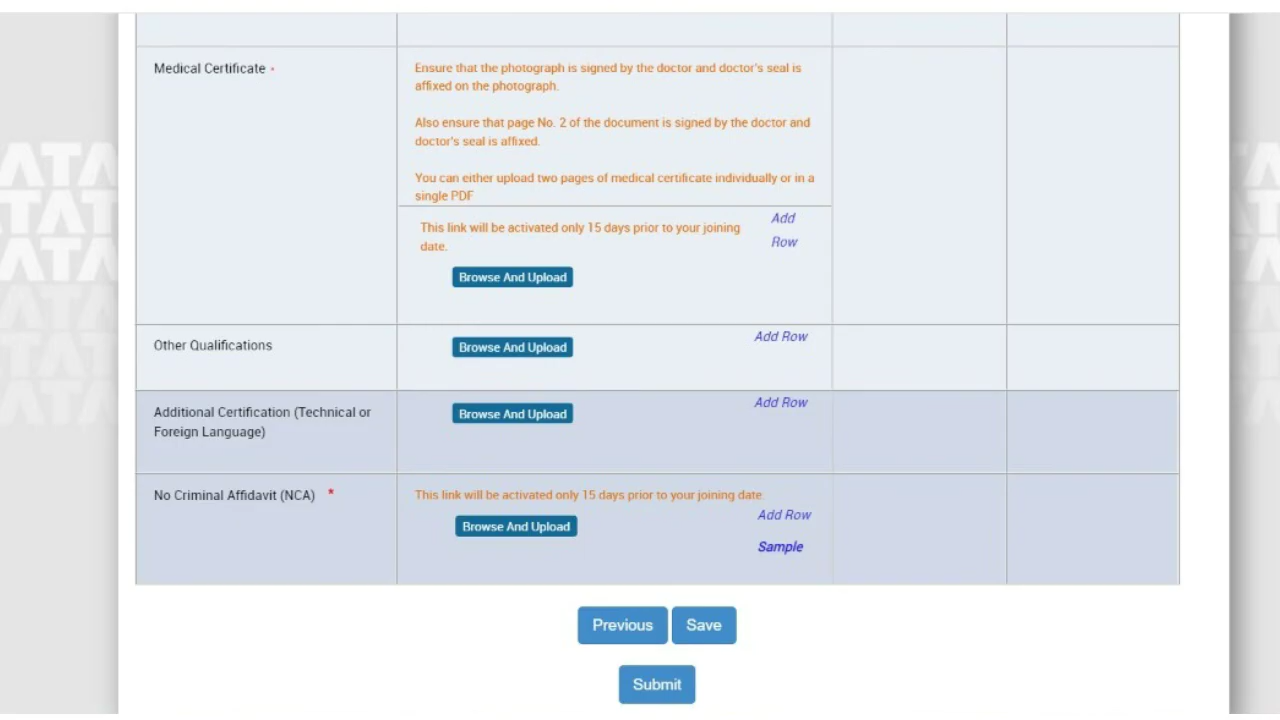 Medical Certificate *
Ensure that the photograph is signed by the doctor and doctor's seal is
affixed on the photograph.
Also ensure that page No. 2 of the document is signed by the doctor and
doctor's seal is affixed.
You can either upload two pages of medical certificate individually or in a
single PDF
This link will be activated only 15 days prior to your joining
date.
Add
Row
Browse And Upload
Other Qualifications
Browse And Upload
Add Row
Additional Certification (Technical or
Foreign Language)
Browse And Upload
Add Row
No Criminal Affidavit (NCA) *
This link will be activated only 15 days prior to your joining date
Browse And Upload
Add Row
Sample
Previous
Save
Submit